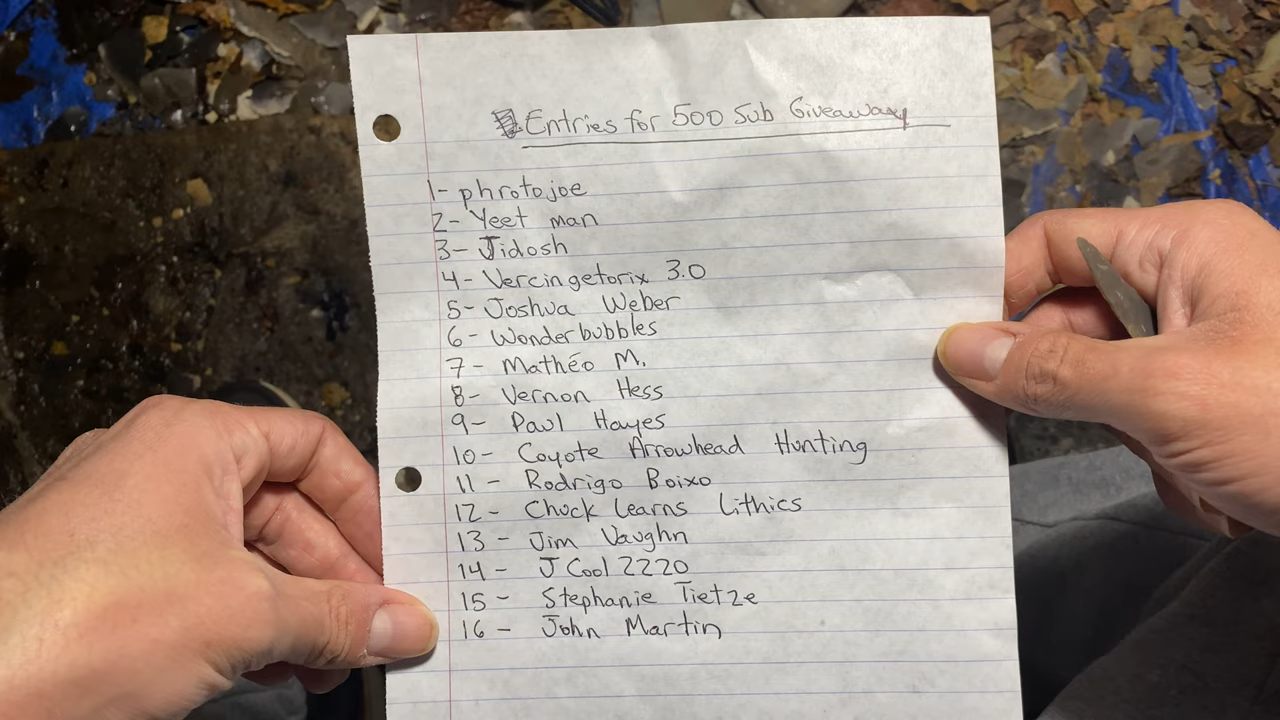 Entries for 500 Sub Giveaway
1- phrotojoe
2- Yeet man
3- Jidosh
4- Vercingetorix 3.0
5- Joshua Weber
6- Wonderbubbles
7- Mathéo M.
8- Vernon Hess
9- Paul Hayes
10- Coyote Arrowhead Hunting
11- Rodrigo Boixo
12- Chuck Learns Lithics
13- Jim Vaughn
14- J Cool 2220
15- Stephanie Tietze
16- John Martin